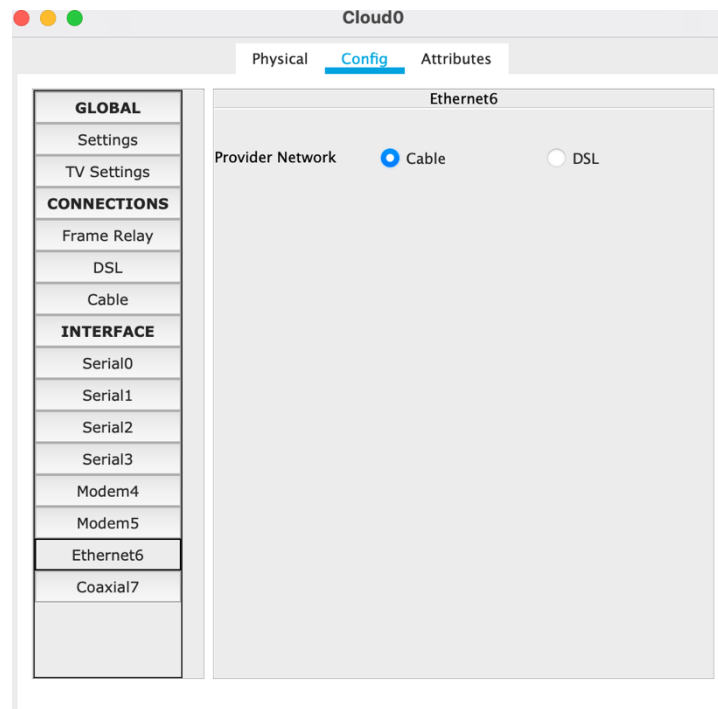 Cloud0
Physical Config Attributes
GLOBAL
Settings
TV Settings
CONNECTIONS
Frame Relay
DSL
Cable
INTERFACE
Serial0
Serial1
Serial2
Serial3
Modem4
Modem5
Ethernet6
Coaxial7
Ethernet6
Provider Network Cable DSL